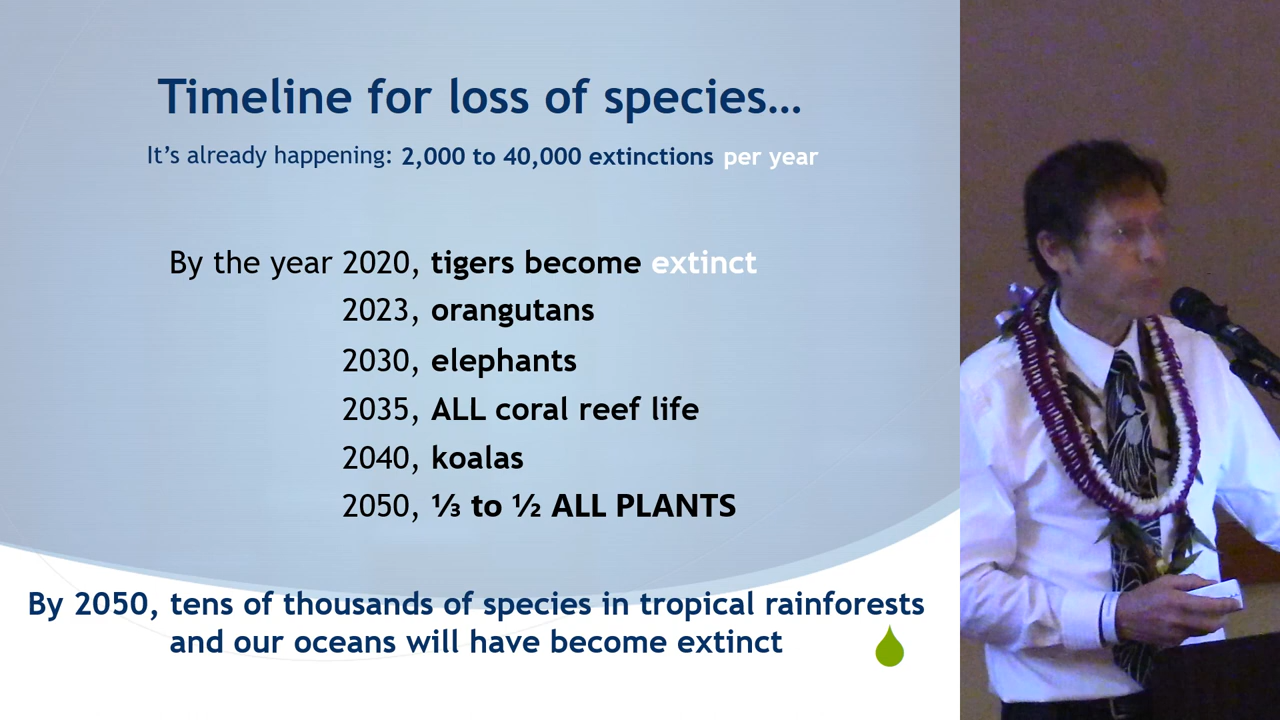 Timeline for loss of species…
It’s already happening: 2,000 to 40,000 extinctions per year
By the year 2020, tigers become extinct
2023, orangutans
2030, elephants
2035, ALL coral reef life
2040, koalas
2050, ⅓ to ½ ALL PLANTS
By 2050, tens of thousands of species in tropical rainforests
and our oceans will have become extinct